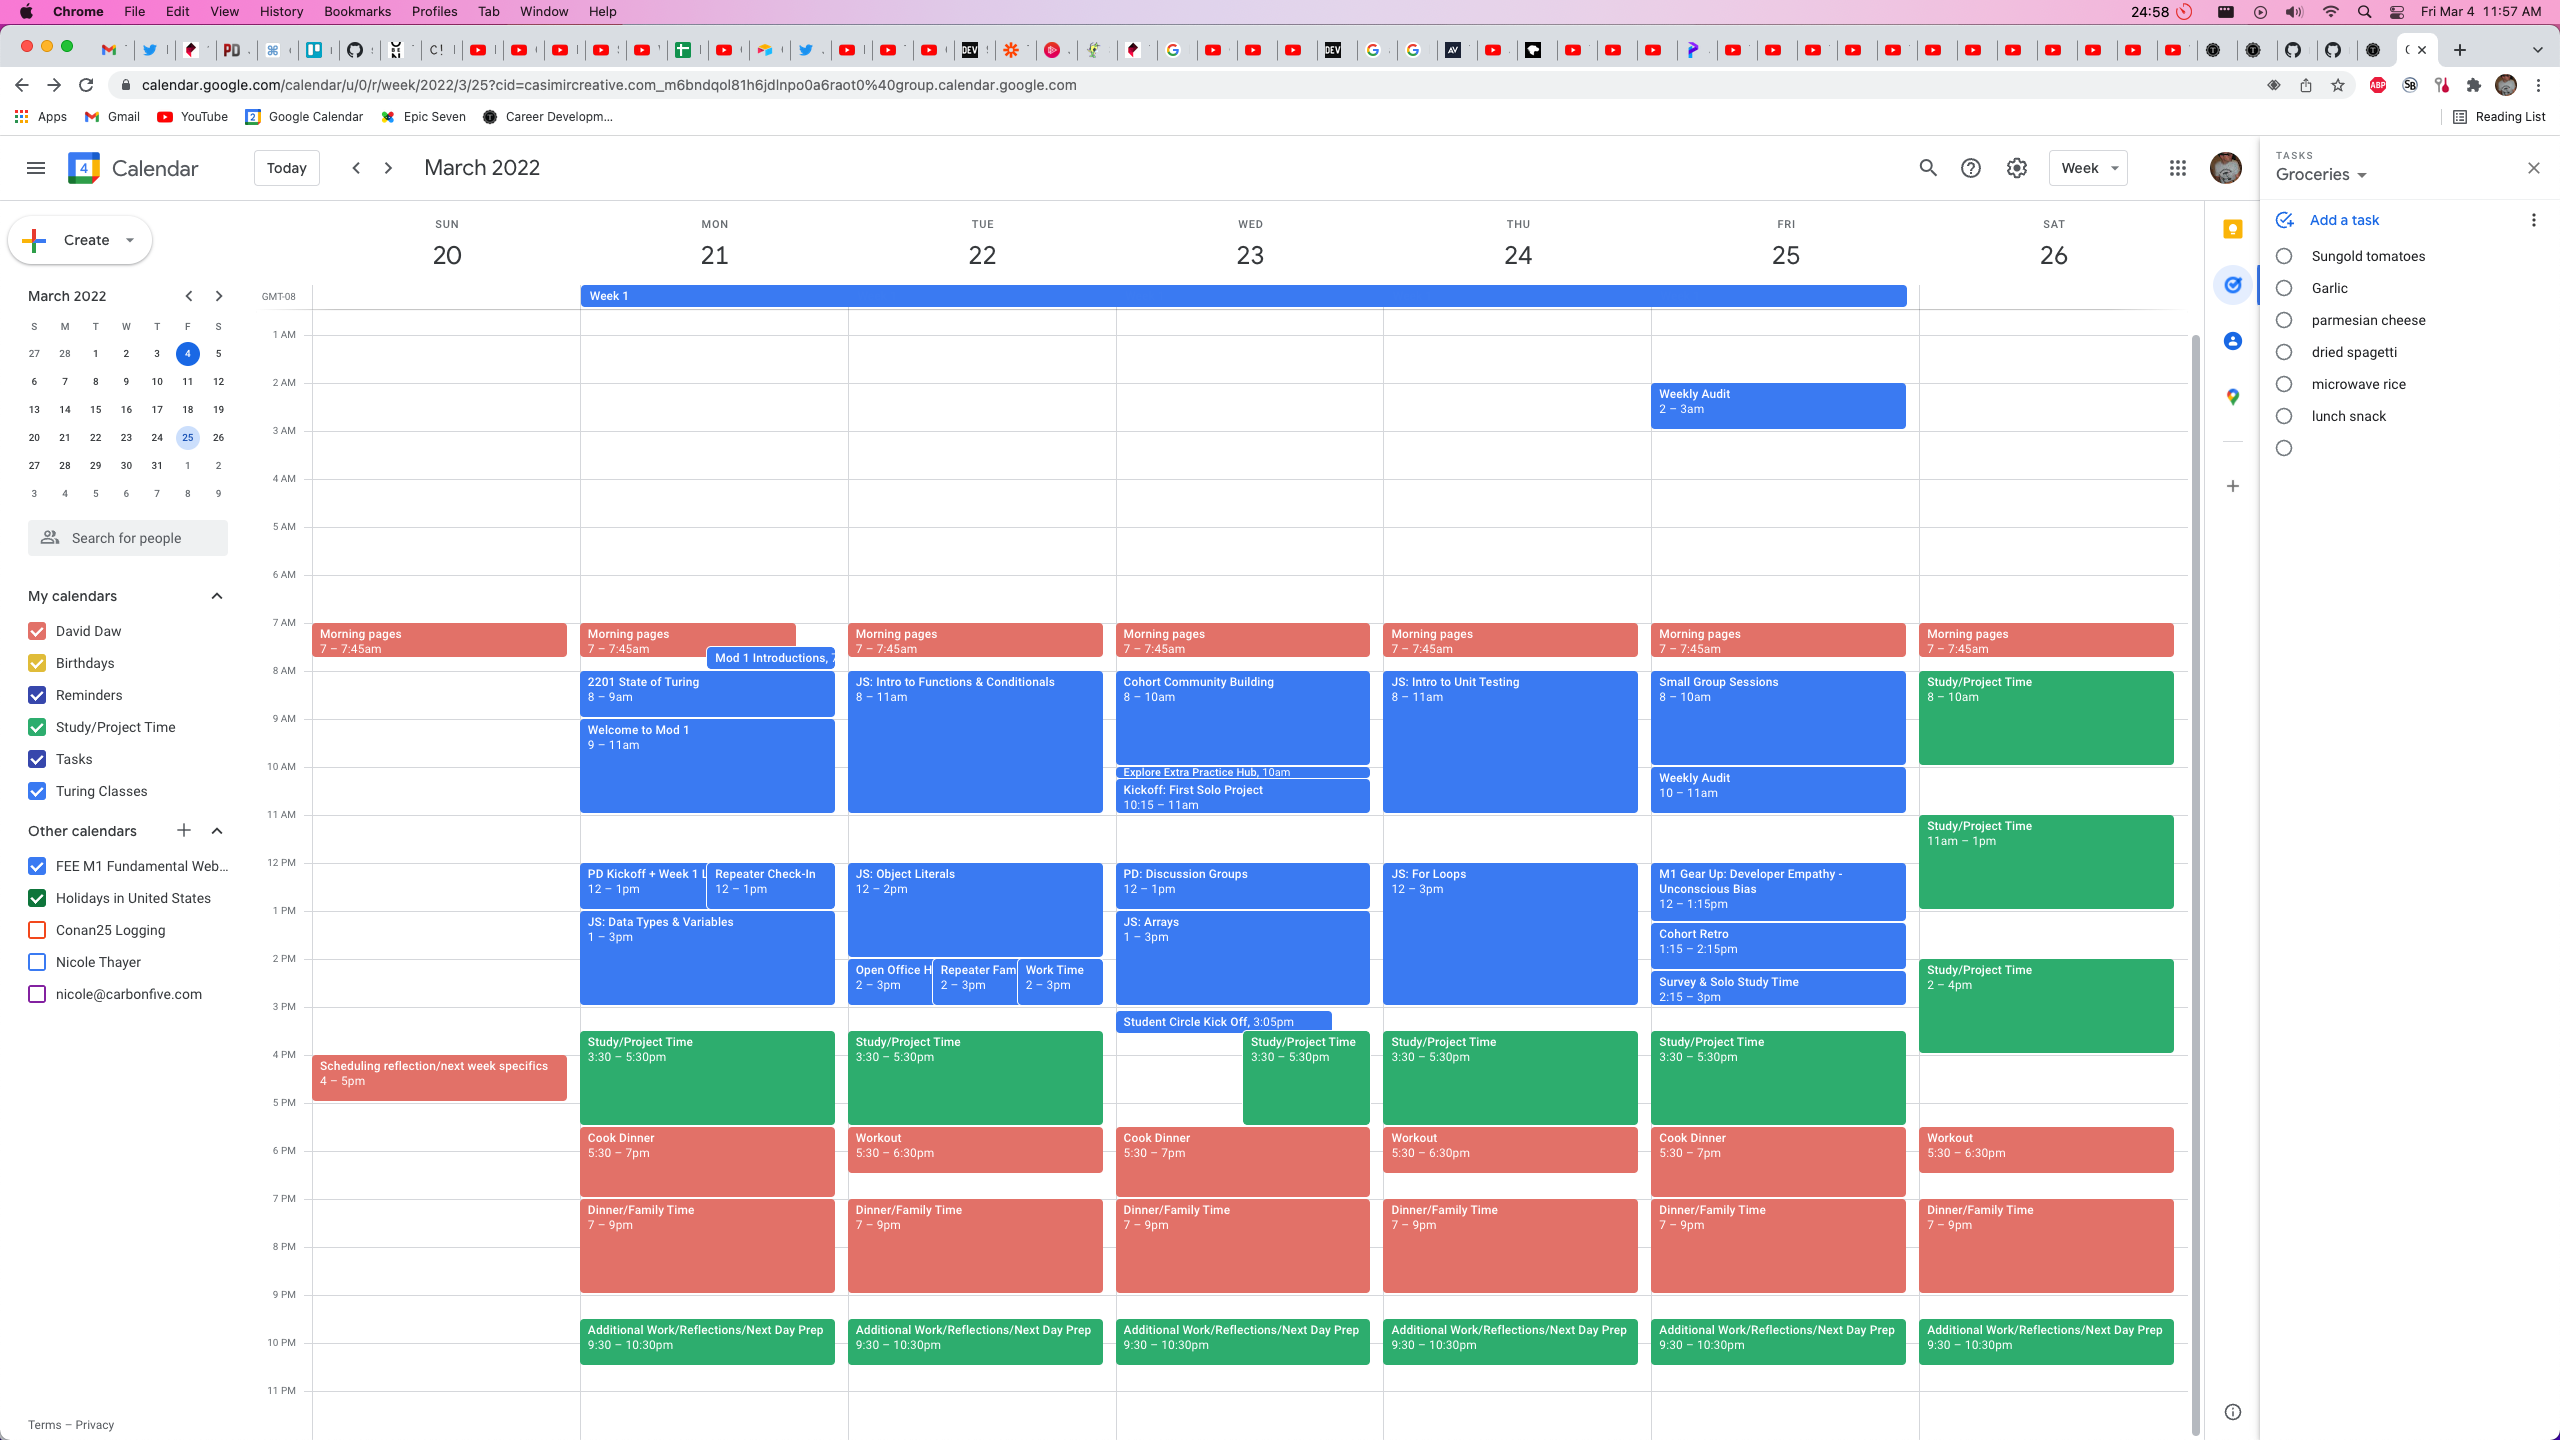 Chrome File Edit View History Bookmarks Profiles Tab Window Help
24:58 Fri Mar 4 11:57 AM
calendar.google.com/calendar/u/0/r/week/2022/3/25?cid=casimircreative.com_m6bndqol81h6jdlnpo0a6raot0%40group.calendar.google.com
Apps Gmail YouTube Google Calendar Epic Seven Career Developm... Reading List
Calendar Today March 2022 Week
TASKS
Groceries
Add a task
Sungold tomatoes
Garlic
parmesian cheese
dried spagetti
microwave rice
lunch snack
Create
March 2022
S M T W T F S
27 28 1 2 3 4 5
6 7 8 9 10 11 12
13 14 15 16 17 18 19
20 21 22 23 24 25 26
27 28 29 30 31 1 2
3 4 5 6 7 8 9
Search for people
My calendars
David Daw
Birthdays
Reminders
Study/Project Time
Tasks
Turing Classes
Other calendars
FEE M1 Fundamental Web...
Holidays in United States
Conan25 Logging
Nicole Thayer
nicole@carbonfive.com
Terms – Privacy
SUN MON TUE WED THU FRI SAT
20 21 22 23 24 25 26
GMT-08
Week 1
1 AM
2 AM
3 AM
4 AM
5 AM
6 AM
7 AM
8 AM
9 AM
10 AM
11 AM
12 PM
1 PM
2 PM
3 PM
4 PM
5 PM
6 PM
7 PM
8 PM
9 PM
10 PM
11 PM
Morning pages
7 – 7:45am
Scheduling reflection/next week specifics
4 – 5pm
Morning pages
7 – 7:45am
Mod 1 Introductions, 7
2201 State of Turing
8 – 9am
Welcome to Mod 1
9 – 11am
PD Kickoff + Week 1 L
12 – 1pm
Repeater Check-In
12 – 1pm
JS: Data Types & Variables
1 – 3pm
Study/Project Time
3:30 – 5:30pm
Cook Dinner
5:30 – 7pm
Dinner/Family Time
7 – 9pm
Additional Work/Reflections/Next Day Prep
9:30 – 10:30pm
Morning pages
7 – 7:45am
JS: Intro to Functions & Conditionals
8 – 11am
JS: Object Literals
12 – 2pm
Open Office H
2 – 3pm
Repeater Fam
2 – 3pm
Work Time
2 – 3pm
Study/Project Time
3:30 – 5:30pm
Workout
5:30 – 6:30pm
Dinner/Family Time
7 – 9pm
Additional Work/Reflections/Next Day Prep
9:30 – 10:30pm
Morning pages
7 – 7:45am
Cohort Community Building
8 – 10am
Explore Extra Practice Hub, 10am
Kickoff: First Solo Project
10:15 – 11am
PD: Discussion Groups
12 – 1pm
JS: Arrays
1 – 3pm
Student Circle Kick Off, 3:05pm
Study/Project Time
3:30 – 5:30pm
Cook Dinner
5:30 – 7pm
Dinner/Family Time
7 – 9pm
Additional Work/Reflections/Next Day Prep
9:30 – 10:30pm
Morning pages
7 – 7:45am
JS: Intro to Unit Testing
8 – 11am
JS: For Loops
12 – 3pm
Study/Project Time
3:30 – 5:30pm
Workout
5:30 – 6:30pm
Dinner/Family Time
7 – 9pm
Additional Work/Reflections/Next Day Prep
9:30 – 10:30pm
Weekly Audit
2 – 3am
Morning pages
7 – 7:45am
Small Group Sessions
8 – 10am
Weekly Audit
10 – 11am
M1 Gear Up: Developer Empathy -
Unconscious Bias
12 – 1:15pm
Cohort Retro
1:15 – 2:15pm
Survey & Solo Study Time
2:15 – 3pm
Study/Project Time
3:30 – 5:30pm
Cook Dinner
5:30 – 7pm
Dinner/Family Time
7 – 9pm
Additional Work/Reflections/Next Day Prep
9:30 – 10:30pm
Morning pages
7 – 7:45am
Study/Project Time
8 – 10am
Study/Project Time
11am – 1pm
Study/Project Time
2 – 4pm
Workout
5:30 – 6:30pm
Dinner/Family Time
7 – 9pm
Additional Work/Reflections/Next Day Prep
9:30 – 10:30pm